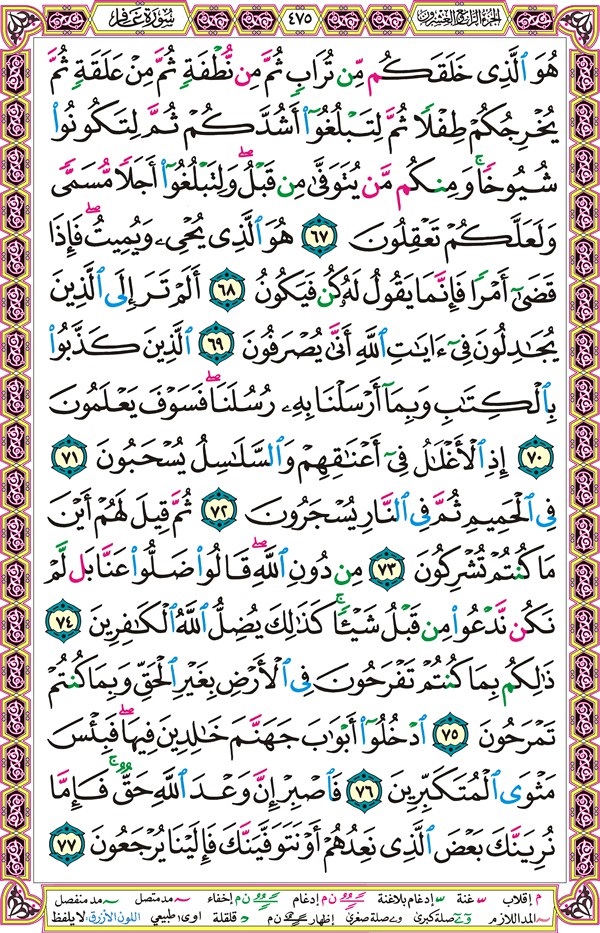 سُورَةُ غَافِر
٤٧٥
الجزء الرابع والعشرون
هُوَ ٱلَّذِى خَلَقَكُم مِّن تُرَابٍ ثُمَّ مِن نُّطْفَةٍ ثُمَّ مِنْ عَلَقَةٍ ثُمَّ
يُخْرِجُكُمْ طِفْلًا ثُمَّ لِتَبْلُغُوٓا۟ أَشُدَّكُمْ ثُمَّ لِتَكُونُوا۟
شُيُوخًا ۚ وَمِنكُم مَّن يُتَوَفَّىٰ مِن قَبْلُ ۖ وَلِتَبْلُغُوٓا۟ أَجَلًا مُّسَمًّى
وَلَعَلَّكُمْ تَعْقِلُونَ ٦٧ هُوَ ٱلَّذِى يُحْىِۦ وَيُمِيتُ ۖ فَإِذَا
قَضَىٰٓ أَمْرًا فَإِنَّمَا يَقُولُ لَهُۥ كُن فَيَكُونُ ٦٨ أَلَمْ تَرَ إِلَى ٱلَّذِينَ
يُجَـٰدِلُونَ فِىٓ ءَايَـٰتِ ٱللَّهِ أَنَّىٰ يُصْرَفُونَ ٦٩ ٱلَّذِينَ كَذَّبُوا۟
بِٱلْكِتَـٰبِ وَبِمَآ أَرْسَلْنَا بِهِۦ رُسُلَنَا ۖ فَسَوْفَ يَعْلَمُونَ
٧٠ إِذِ ٱلْأَغْلَـٰلُ فِىٓ أَعْنَـٰقِهِمْ وَٱلسَّلَـٰسِلُ يُسْحَبُونَ ٧١
فِى ٱلْحَمِيمِ ثُمَّ فِى ٱلنَّارِ يُسْجَرُونَ ٧٢ ثُمَّ قِيلَ لَهُمْ أَيْنَ
مَا كُنتُمْ تُشْرِكُونَ ٧٣ مِن دُونِ ٱللَّهِ ۖ قَالُوا۟ ضَلُّوا۟ عَنَّا بَل لَّمْ
نَكُن نَّدْعُوا۟ مِن قَبْلُ شَيْـًٔا ۚ كَذَٰلِكَ يُضِلُّ ٱللَّهُ ٱلْكَـٰفِرِينَ ٧٤
ذَٰلِكُم بِمَا كُنتُمْ تَفْرَحُونَ فِى ٱلْأَرْضِ بِغَيْرِ ٱلْحَقِّ وَبِمَا كُنتُمْ
تَمْرَحُونَ ٧٥ ٱدْخُلُوٓا۟ أَبْوَٰبَ جَهَنَّمَ خَـٰلِدِينَ فِيهَا ۖ فَبِئْسَ
مَثْوَى ٱلْمُتَكَبِّرِينَ ٧٦ فَٱصْبِرْ إِنَّ وَعْدَ ٱللَّهِ حَقٌّ ۚ فَإِمَّا
نُرِيَنَّكَ بَعْضَ ٱلَّذِى نَعِدُهُمْ أَوْ نَتَوَفَّيَنَّكَ فَإِلَيْنَا يُرْجَعُونَ ٧٧
م إقلاب غنة إدغام بلاغنة ن م إدغام ن م إخفاء مد متصل مد منفصل
المد اللازم صلة كبرى صلة صغرى إظهار ن م قلقلة اوى طبيعي اللون الأزرق: لا يلفظ